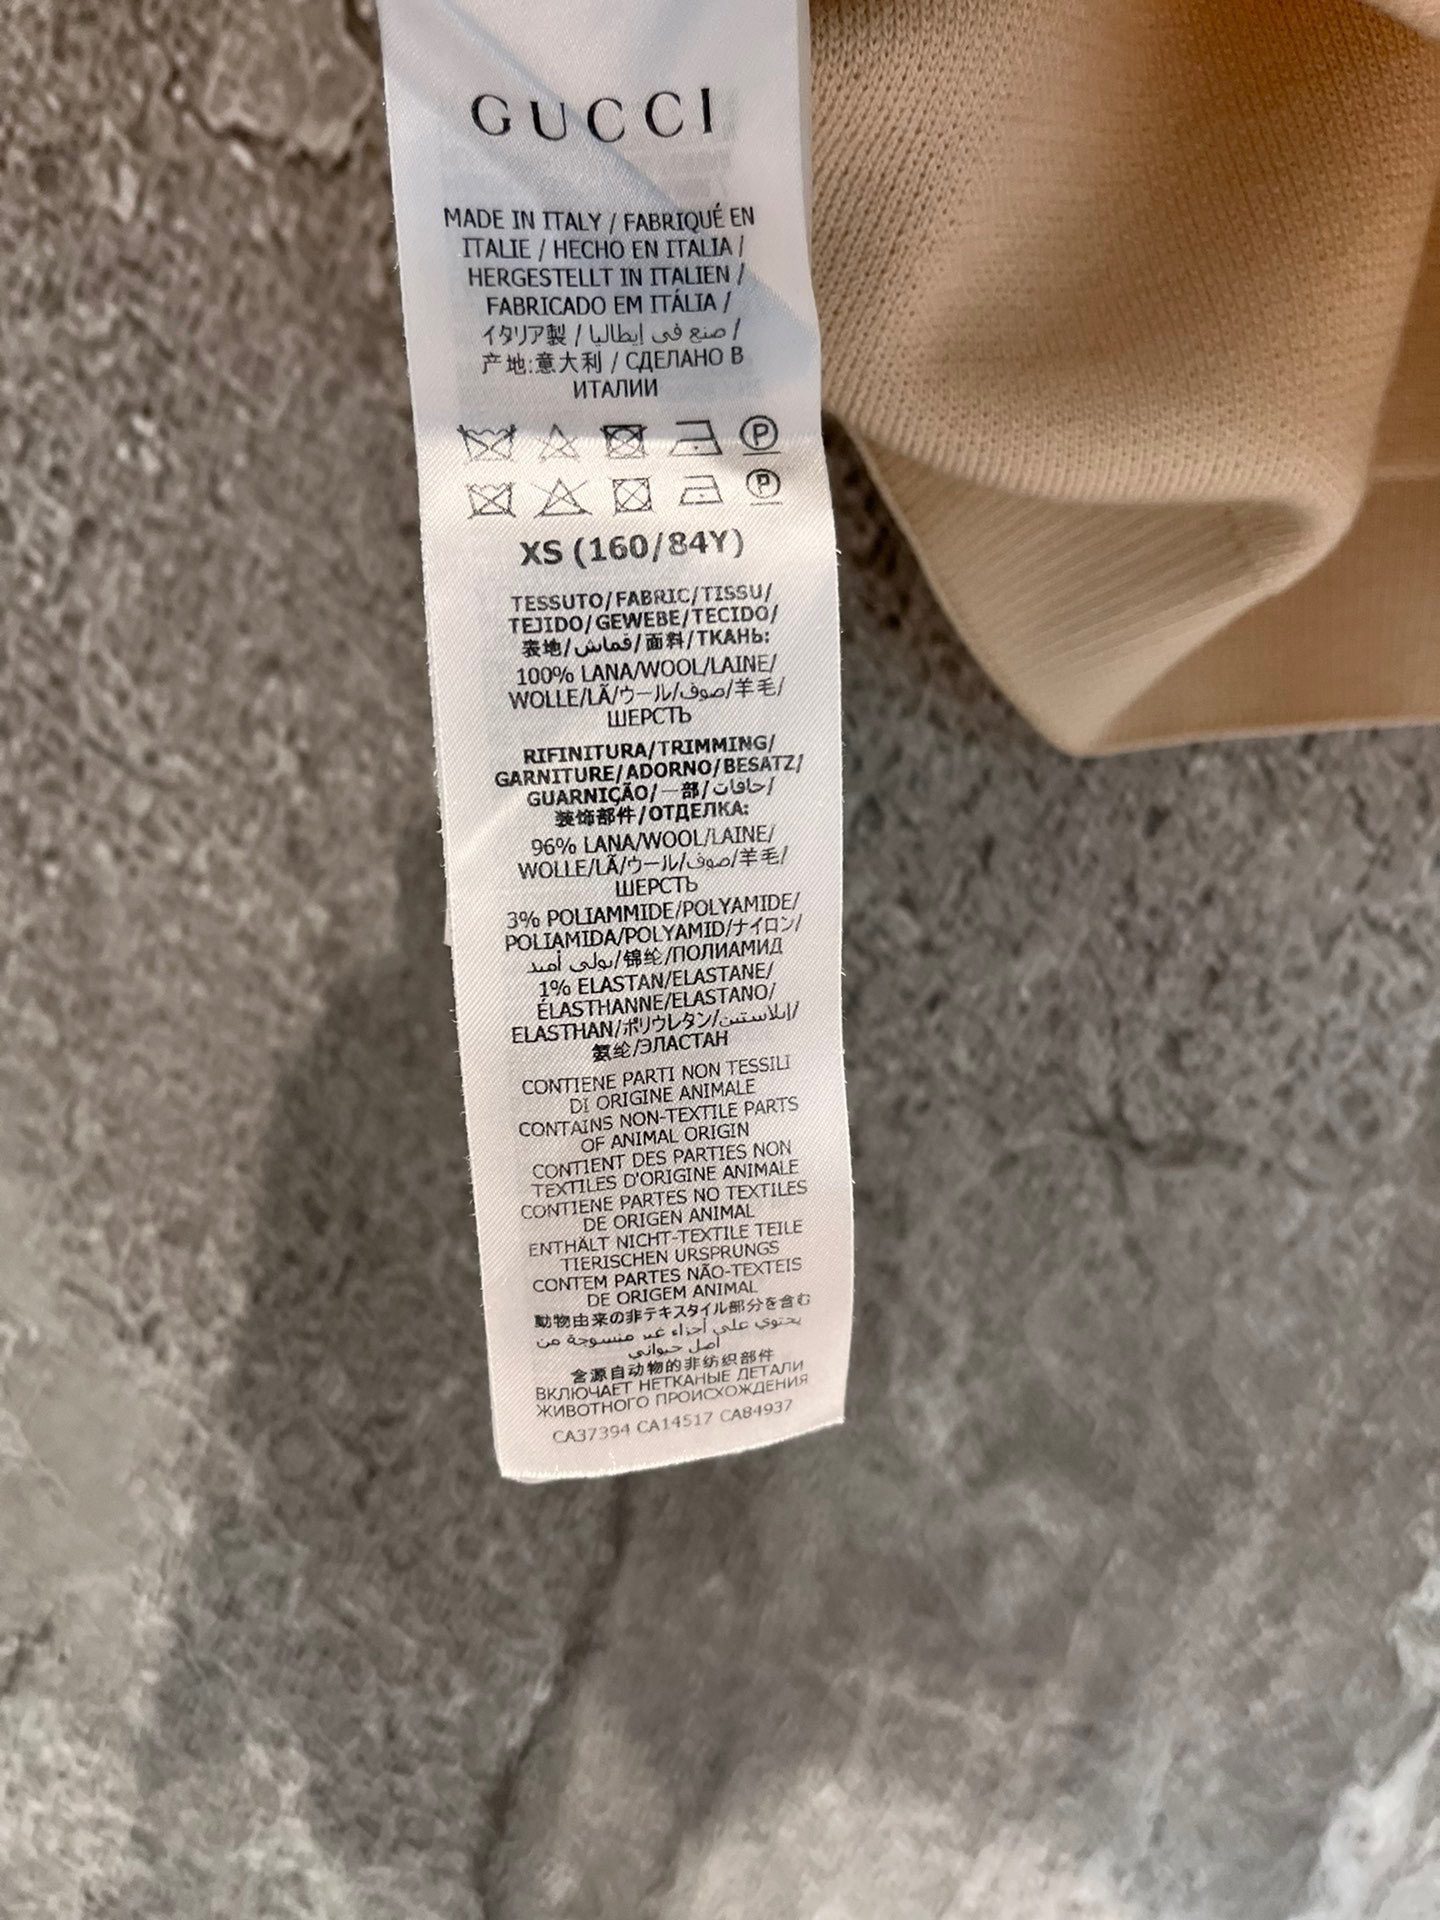 GUCCI
MADE IN ITALY / FABRIQUÉ EN
ITALIE / HECHO EN ITALIA /
HERGESTELLT IN ITALIEN /
FABRICADO EM ITÁLIA /
イタリア製 / صنع في إيطاليا /
产地:意大利 / СДЕЛАНО В
ИТАЛИИ
XS (160/84Y)
TESSUTO/FABRIC/TISSU/
TEJIDO/GEWEBE/TECIDO/
表地/قماش/面料/ТКАНЬ:
100% LANA/WOOL/LAINE/
WOLLE/LÃ/ウール/صوف/羊毛/
ШЕРСТЬ
RIFINITURA/TRIMMING/
GARNITURE/ADORNO/BESATZ/
GUARNIÇÃO/一部/حافات/
装饰部件/ОТДЕЛКА:
96% LANA/WOOL/LAINE/
WOLLE/LÃ/ウール/صوف/羊毛/
ШЕРСТЬ
3% POLIAMMIDE/POLYAMIDE/
POLIAMIDA/POLYAMID/ナイロン/
بولي أميد/锦纶/ПОЛИАМИД
1% ELASTAN/ELASTANE/
ÉLASTHANNE/ELASTANO/
ELASTHAN/ポリウレタン/إيلاستين/
氨纶/ЭЛАСТАН
CONTIENE PARTI NON TESSILI
DI ORIGINE ANIMALE
CONTAINS NON-TEXTILE PARTS
OF ANIMAL ORIGIN
CONTIENT DES PARTIES NON
TEXTILES D'ORIGINE ANIMALE
CONTIENE PARTES NO TEXTILES
DE ORIGEN ANIMAL
ENTHÄLT NICHT-TEXTILE TEILE
TIERISCHEN URSPRUNGS
CONTEM PARTES NÃO-TEXTEIS
DE ORIGEM ANIMAL
動物由来の非テキスタイル部分を含む
يحتوي على أجزاء غير منسوجة من
أصل حيواني
含源自动物的非纺织部件
ВКЛЮЧАЕТ НЕТКАНЫЕ ДЕТАЛИ
ЖИВОТНОГО ПРОИСХОЖДЕНИЯ
CA37394 CA14517 CA84937